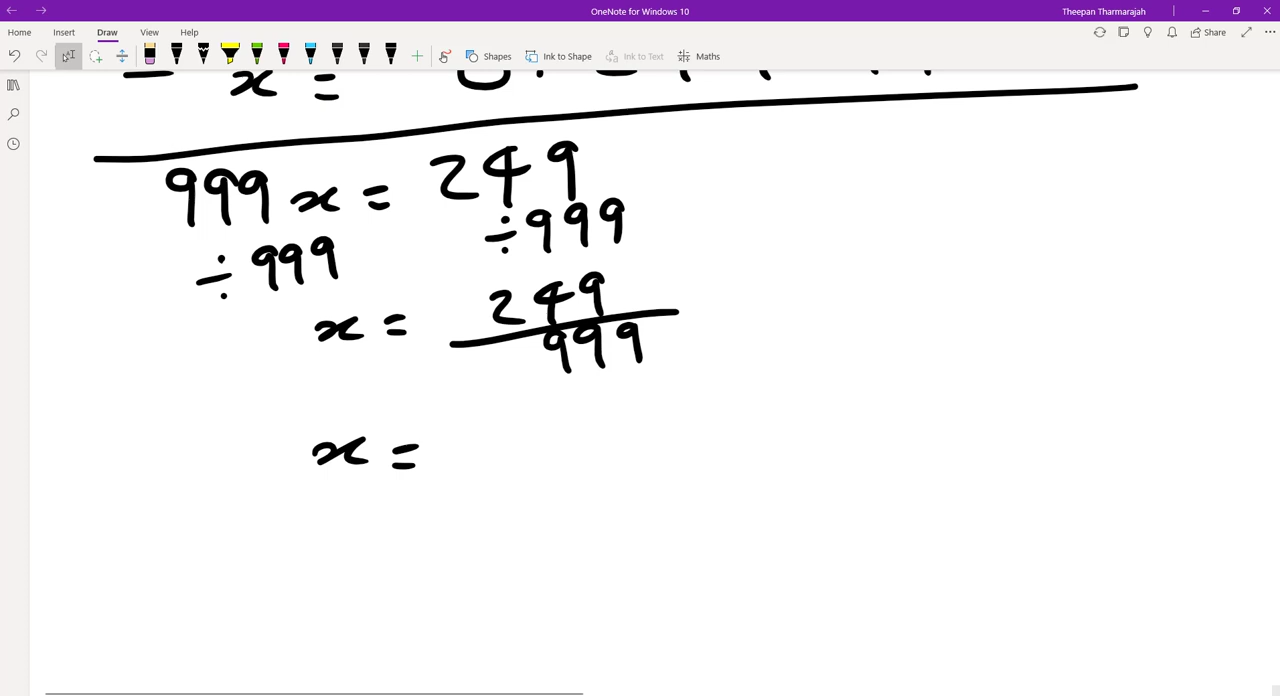 OneNote for Windows 10
Theepan Tharmarajah
Home Insert Draw View Help
Share
Shapes Ink to Shape Ink to Text Maths
x =
999x = 249
÷999 ÷999
x = 249
999
x =